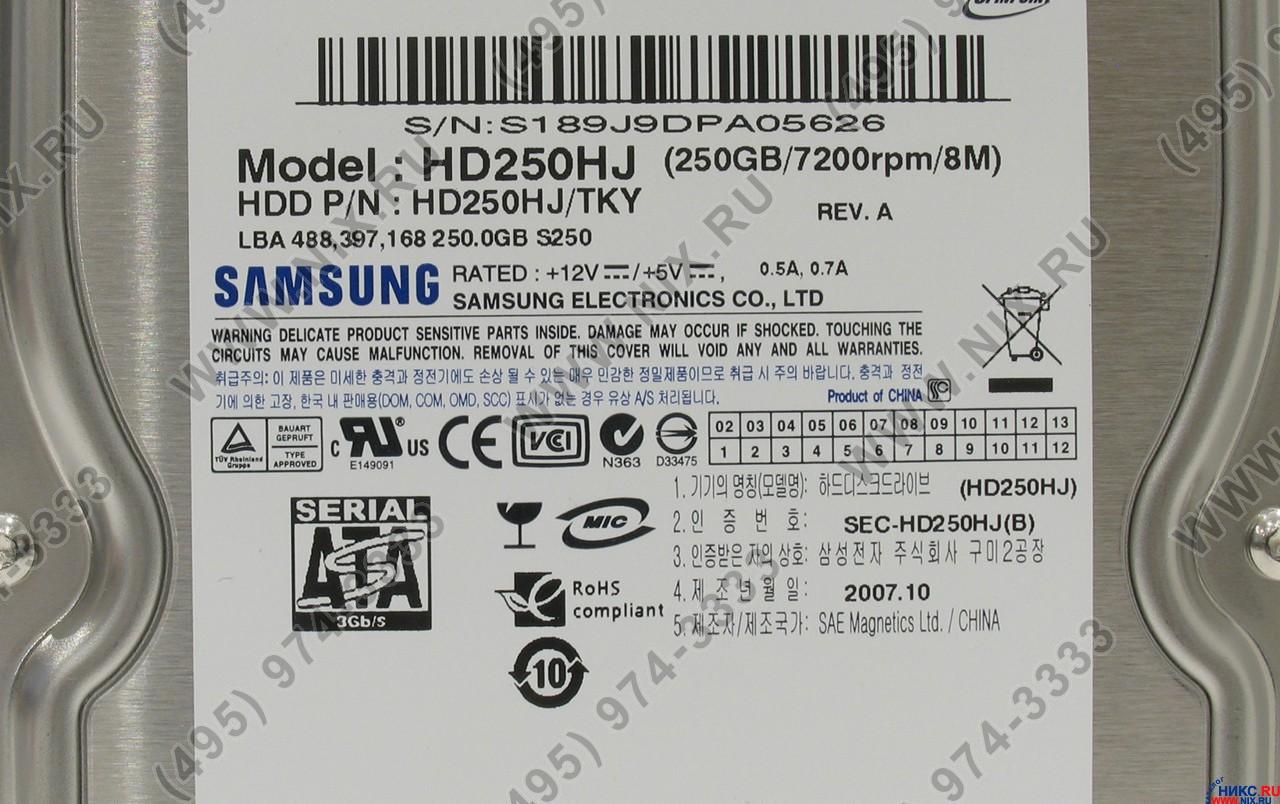 S/N:S189J9DPA05626
Model : HD250HJ (250GB/7200rpm/8M)
HDD P/N : HD250HJ/TKY REV. A
LBA 488,397,168 250.0GB S250
SAMSUNG RATED : +12V / +5V , 0.5A, 0.7A
SAMSUNG ELECTRONICS CO., LTD
WARNING DELICATE PRODUCT SENSITIVE PARTS INSIDE. DAMAGE MAY OCCUR IF SHOCKED. TOUCHING THE
CIRCUITS MAY CAUSE MALFUNCTION. REMOVAL OF THIS COVER WILL VOID ANY AND ALL WARRANTIES.
취급주의: 이 제품은 미세한 충격과 정전기에도 손상 될 수 있는 매우 민감한 정밀제품이므로 취급 시 주의 바랍니다. 충격과 정전
기에 의한 고장, 한국 내 판매용(DOM, COM, OMD, SCC) 표시가 없는 경우 유상 A/S 처리됩니다.
Product of CHINA
TÜV Rheinland
Gruppe
BAUART
GEPRUFT
TYPE
APPROVED
C US
E149091
CE
VCI
N363
D33475
02 03 04 05 06 07 08 09 10 11 12 13
1 2 3 4 5 6 7 8 9 10 11 12
1. 기기의 명칭(모델명): 하드디스크드라이브 (HD250HJ)
2. 인 증 번 호: SEC-HD250HJ(B)
3. 인증받은 자의 상호: 삼성전자 주식회사 구미2공장
4. 제 조 년 월 일: 2007.10
5. 제조자/제조국가: SAE Magnetics Ltd. / CHINA
SERIAL
ATA
3Gb/s
MIC
RoHS
compliant
10
WWW.NIX.RU
(495) 974-3333
НИКС.RU
WWW.NIX.RU